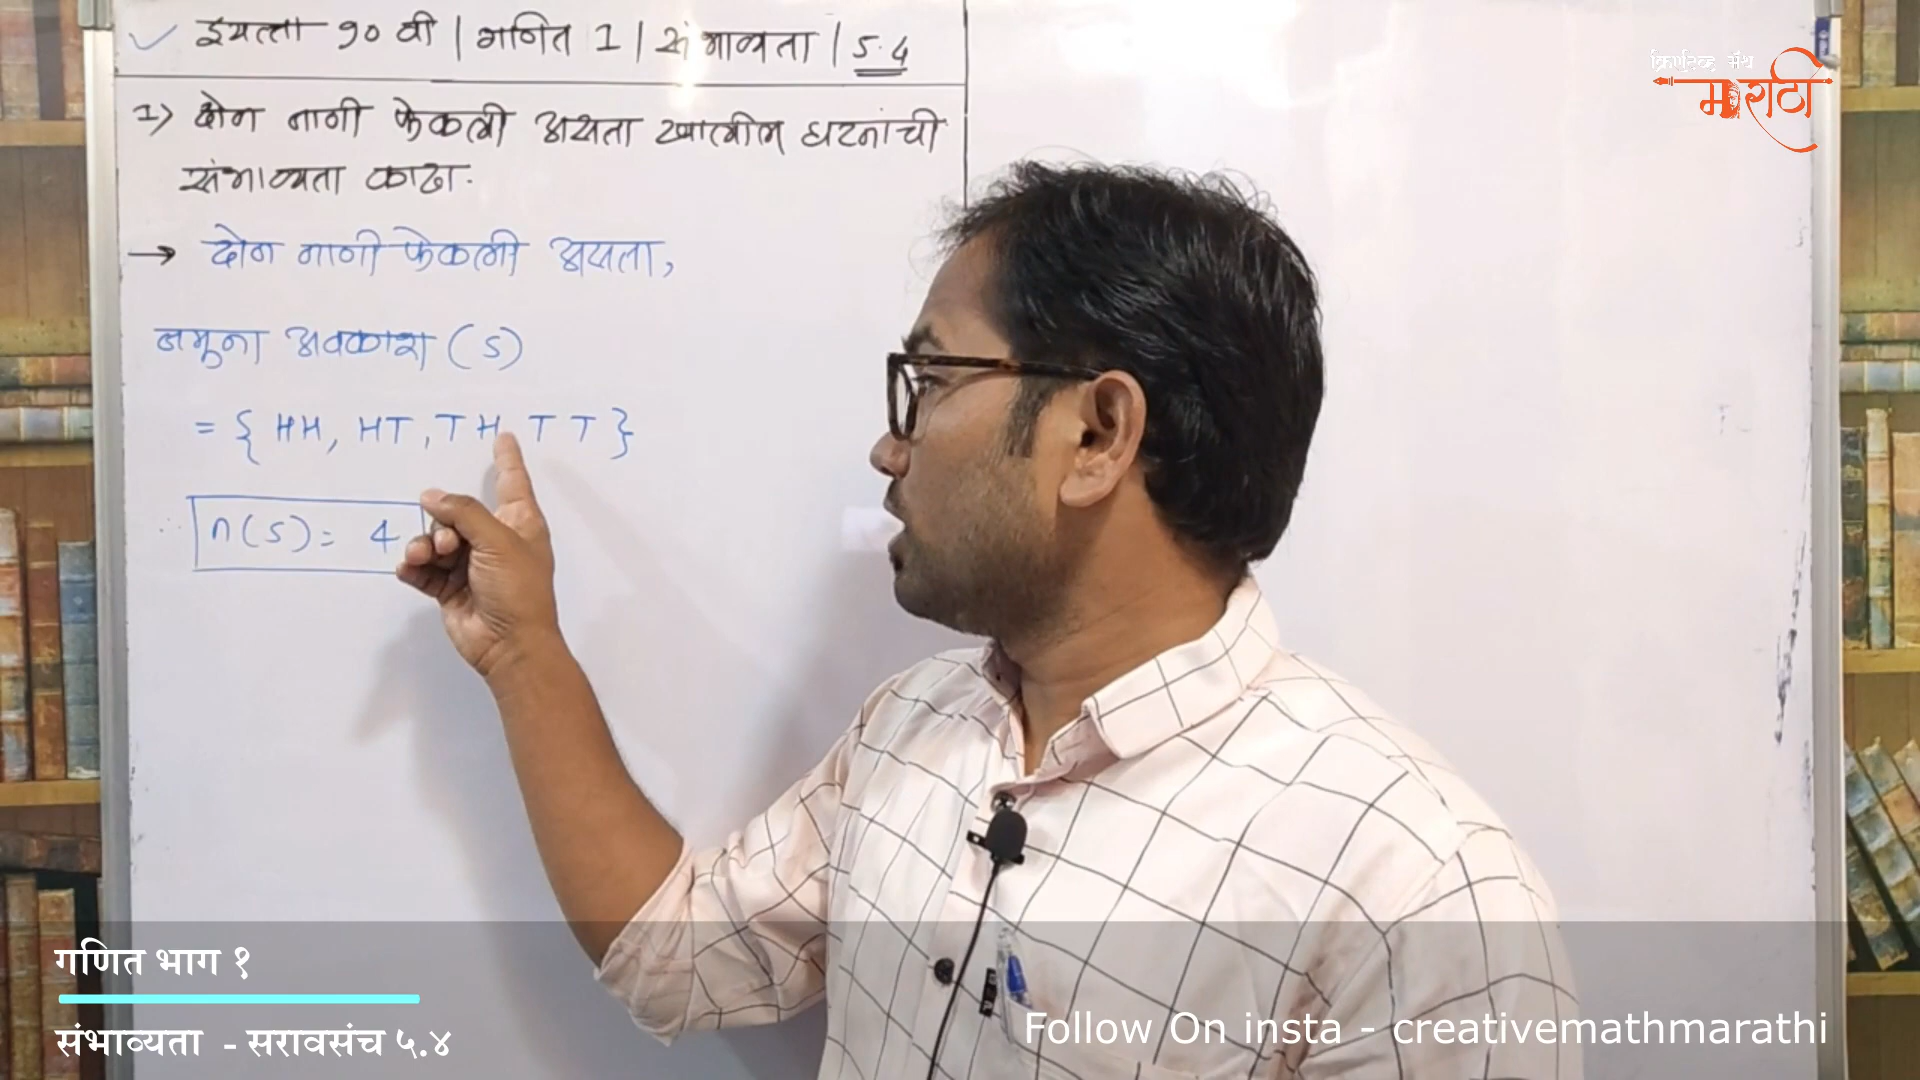 इयत्ता १० वी | गणित 1 | संभाव्यता | 5.4
1) दोन नाणी फेकली असता खालील घटनांची
संभाव्यता काढा.
→ दोन नाणी फेकली असता,
नमुना अवकाश (S)
= { HH, HT, TH, TT }
∴ n(S) = 4
क्रिएटिव्ह मॅथ
मराठी
गणित भाग १
संभाव्यता - सरावसंच ५.४
Follow On insta - creativemathmarathi